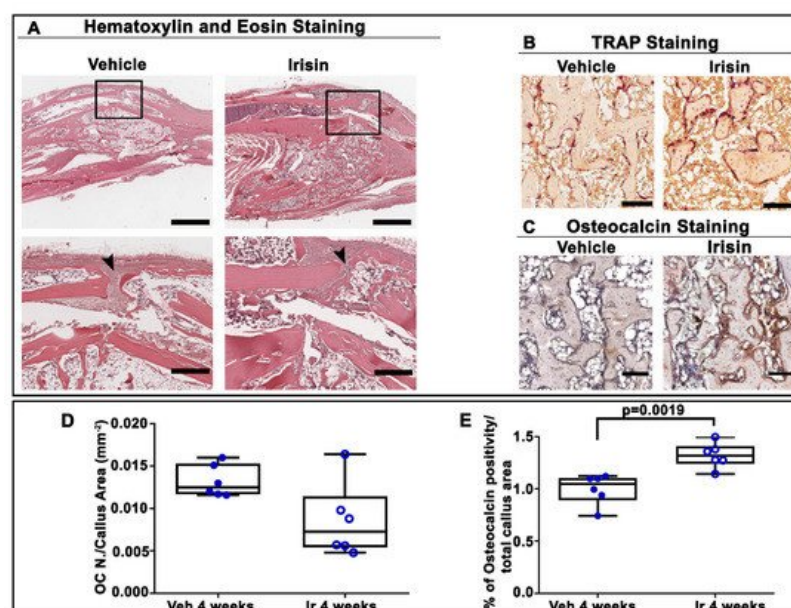 A Hematoxylin and Eosin Staining
Vehicle Irisin
B TRAP Staining
Vehicle Irisin
C Osteocalcin Staining
Vehicle Irisin
D
OC N./Callus Area (mm-2)
0.020
0.015
0.010
0.005
0.000
Veh 4 weeks Ir 4 weeks
E
p=0.0019
% of Osteocalcin positivity/
total callus area
1.5
1.0
0.5
Veh 4 weeks Ir 4 weeks